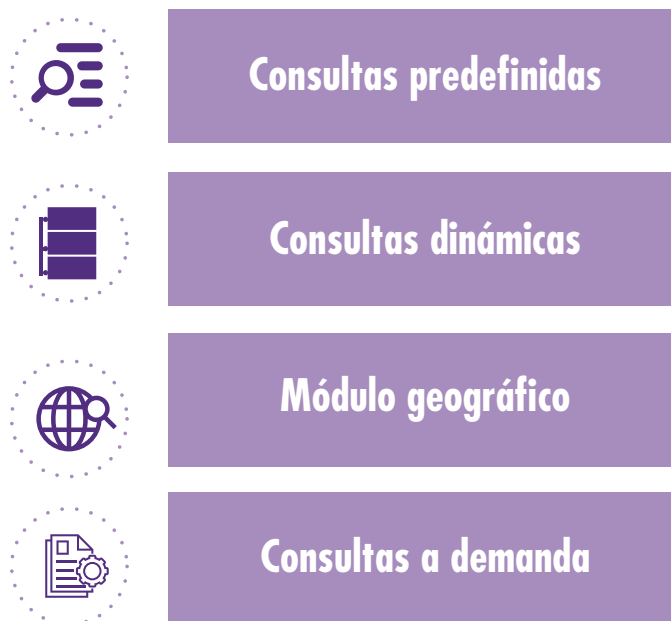 Consultas predefinidas
Consultas dinámicas
Módulo geográfico
Consultas a demanda